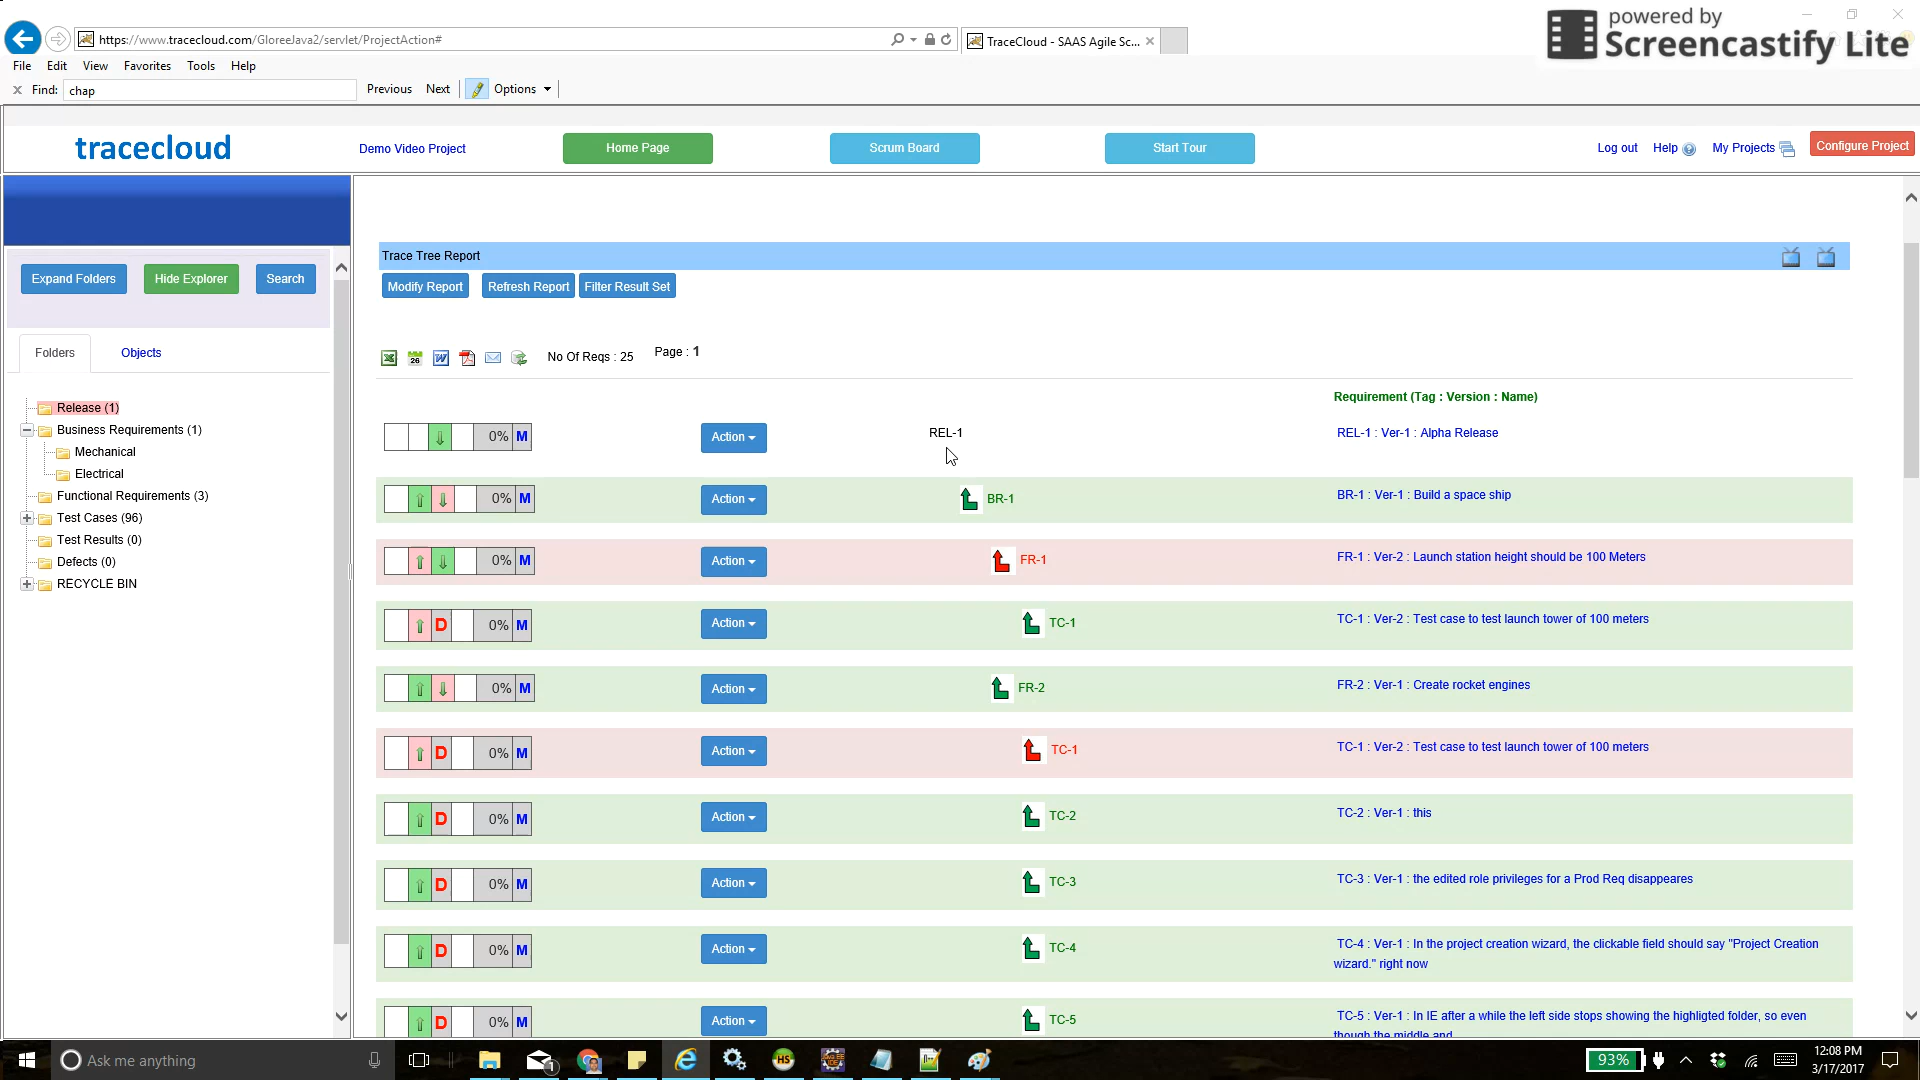 powered by
Screencastify Lite
https://www.tracecloud.com/GloreeJava2/servlet/ProjectAction#
TraceCloud - SAAS Agile Sc...
File Edit View Favorites Tools Help
Find: chap Previous Next Options
tracecloud Demo Video Project Home Page Scrum Board Start Tour Log out Help My Projects Configure Project
Expand Folders Hide Explorer Search
Folders Objects
Release (1)
Business Requirements (1)
Mechanical
Electrical
Functional Requirements (3)
Test Cases (96)
Test Results (0)
Defects (0)
RECYCLE BIN
Trace Tree Report
Modify Report Refresh Report Filter Result Set
26 No Of Reqs : 25 Page : 1
Requirement (Tag : Version : Name)
0% M Action REL-1 REL-1 : Ver-1 : Alpha Release
0% M Action BR-1 BR-1 : Ver-1 : Build a space ship
0% M Action FR-1 FR-1 : Ver-2 : Launch station height should be 100 Meters
D 0% M Action TC-1 TC-1 : Ver-2 : Test case to test launch tower of 100 meters
0% M Action FR-2 FR-2 : Ver-1 : Create rocket engines
D 0% M Action TC-1 TC-1 : Ver-2 : Test case to test launch tower of 100 meters
D 0% M Action TC-2 TC-2 : Ver-1 : this
D 0% M Action TC-3 TC-3 : Ver-1 : the edited role privileges for a Prod Req disappeares
D 0% M Action TC-4 TC-4 : Ver-1 : In the project creation wizard, the clickable field should say "Project Creation
wizard." right now
D 0% M Action TC-5 TC-5 : Ver-1 : In IE after a while the left side stops showing the highligted folder, so even
though the middle and
Ask me anything 1 HS 93% 12:08 PM
3/17/2017